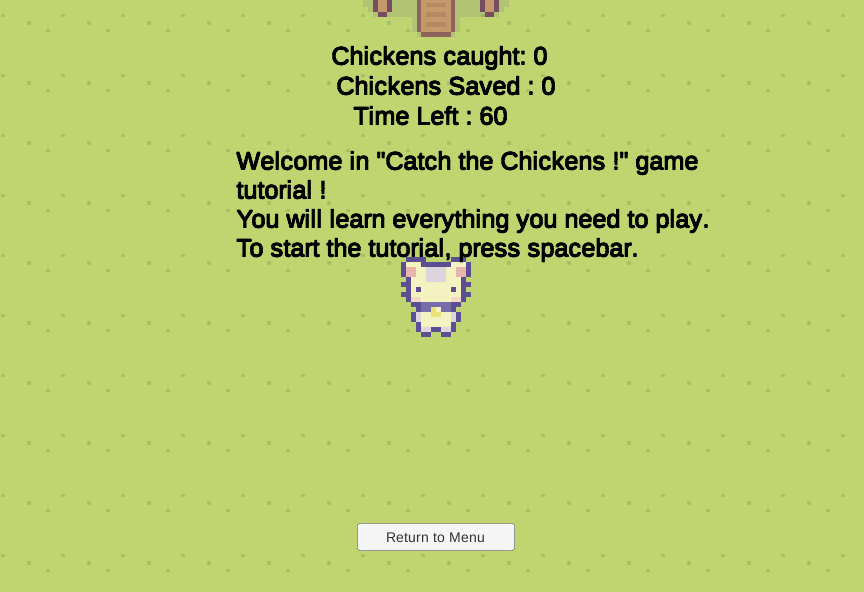 Chickens caught: 0
Chickens Saved : 0
Time Left : 60
Welcome in "Catch the Chickens !" game
tutorial !
You will learn everything you need to play.
To start the tutorial, press spacebar.
Return to Menu